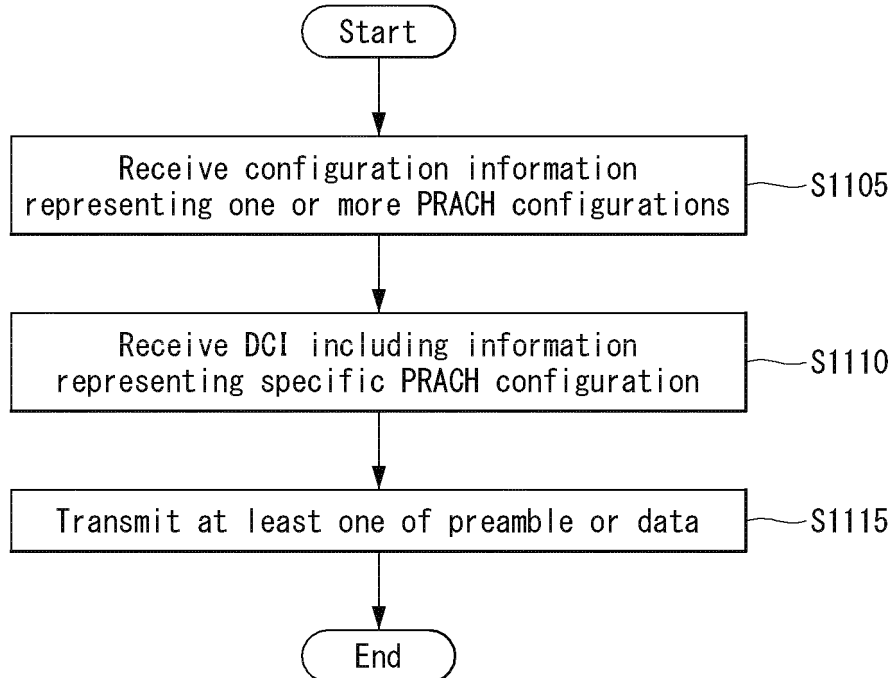 Start
Receive configuration information
representing one or more PRACH configurations
S1105
Receive DCI including information
representing specific PRACH configuration
S1110
Transmit at least one of preamble or data
S1115
End